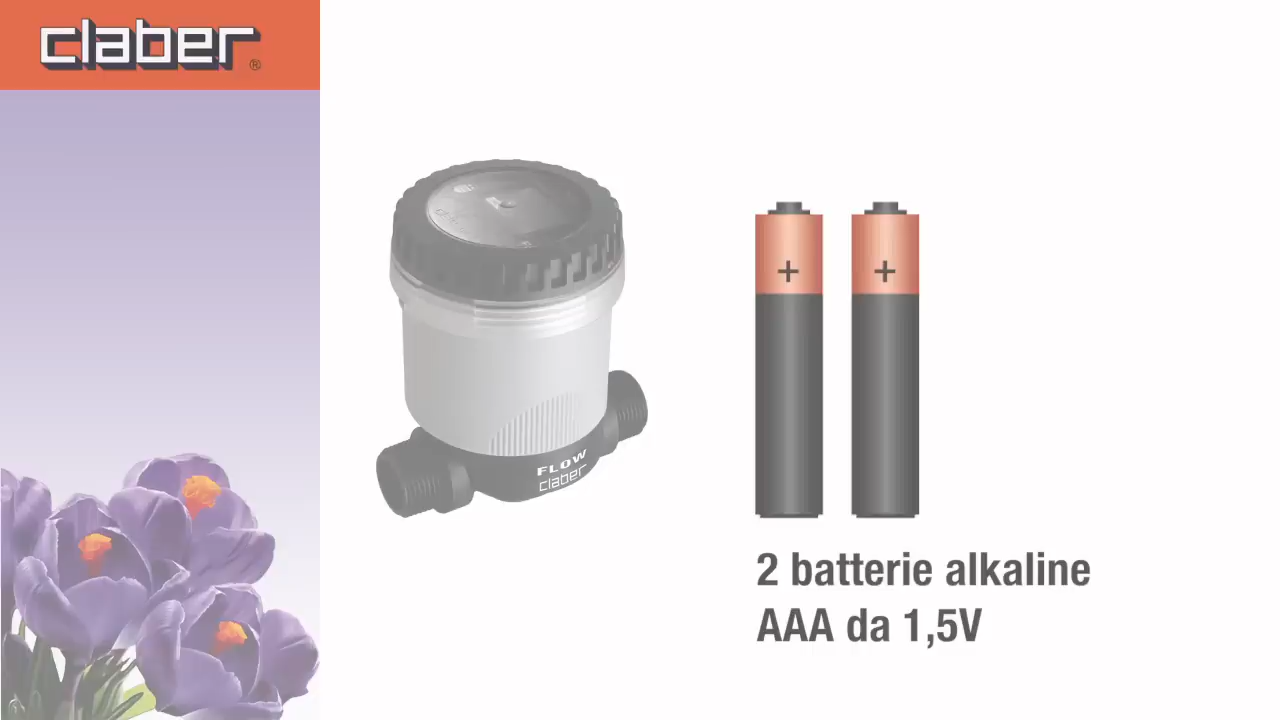 claber
®
+
+
FLOW
claber
2 batterie alkaline
AAA da 1,5V